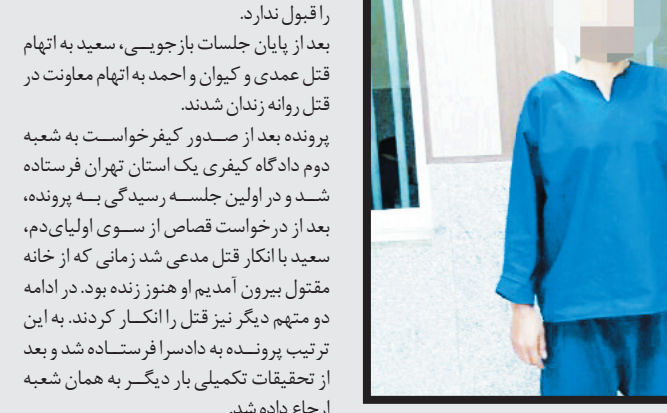 را قبول ندارد.
بعد از پایان جلسات بازجویی، سعید به اتهام
قتل عمدی و کیوان و احمد به اتهام معاونت در
قتل روانه زندان شدند.
پرونده بعد از صدور کیفرخواست به شعبه
دوم دادگاه کیفری یک استان تهران فرستاده
شد و در اولین جلسه رسیدگی به پرونده،
بعد از درخواست قصاص از سوی اولیای‌دم،
سعید با انکار قتل مدعی شد زمانی که از خانه
مقتول بیرون آمدیم او هنوز زنده بود. در ادامه
دو متهم دیگر نیز قتل را انکار کردند. به این
ترتیب پرونده به دادسرا فرستاده شد و بعد
از تحقیقات تکمیلی بار دیگر به همان شعبه
ارجاع داده شد.